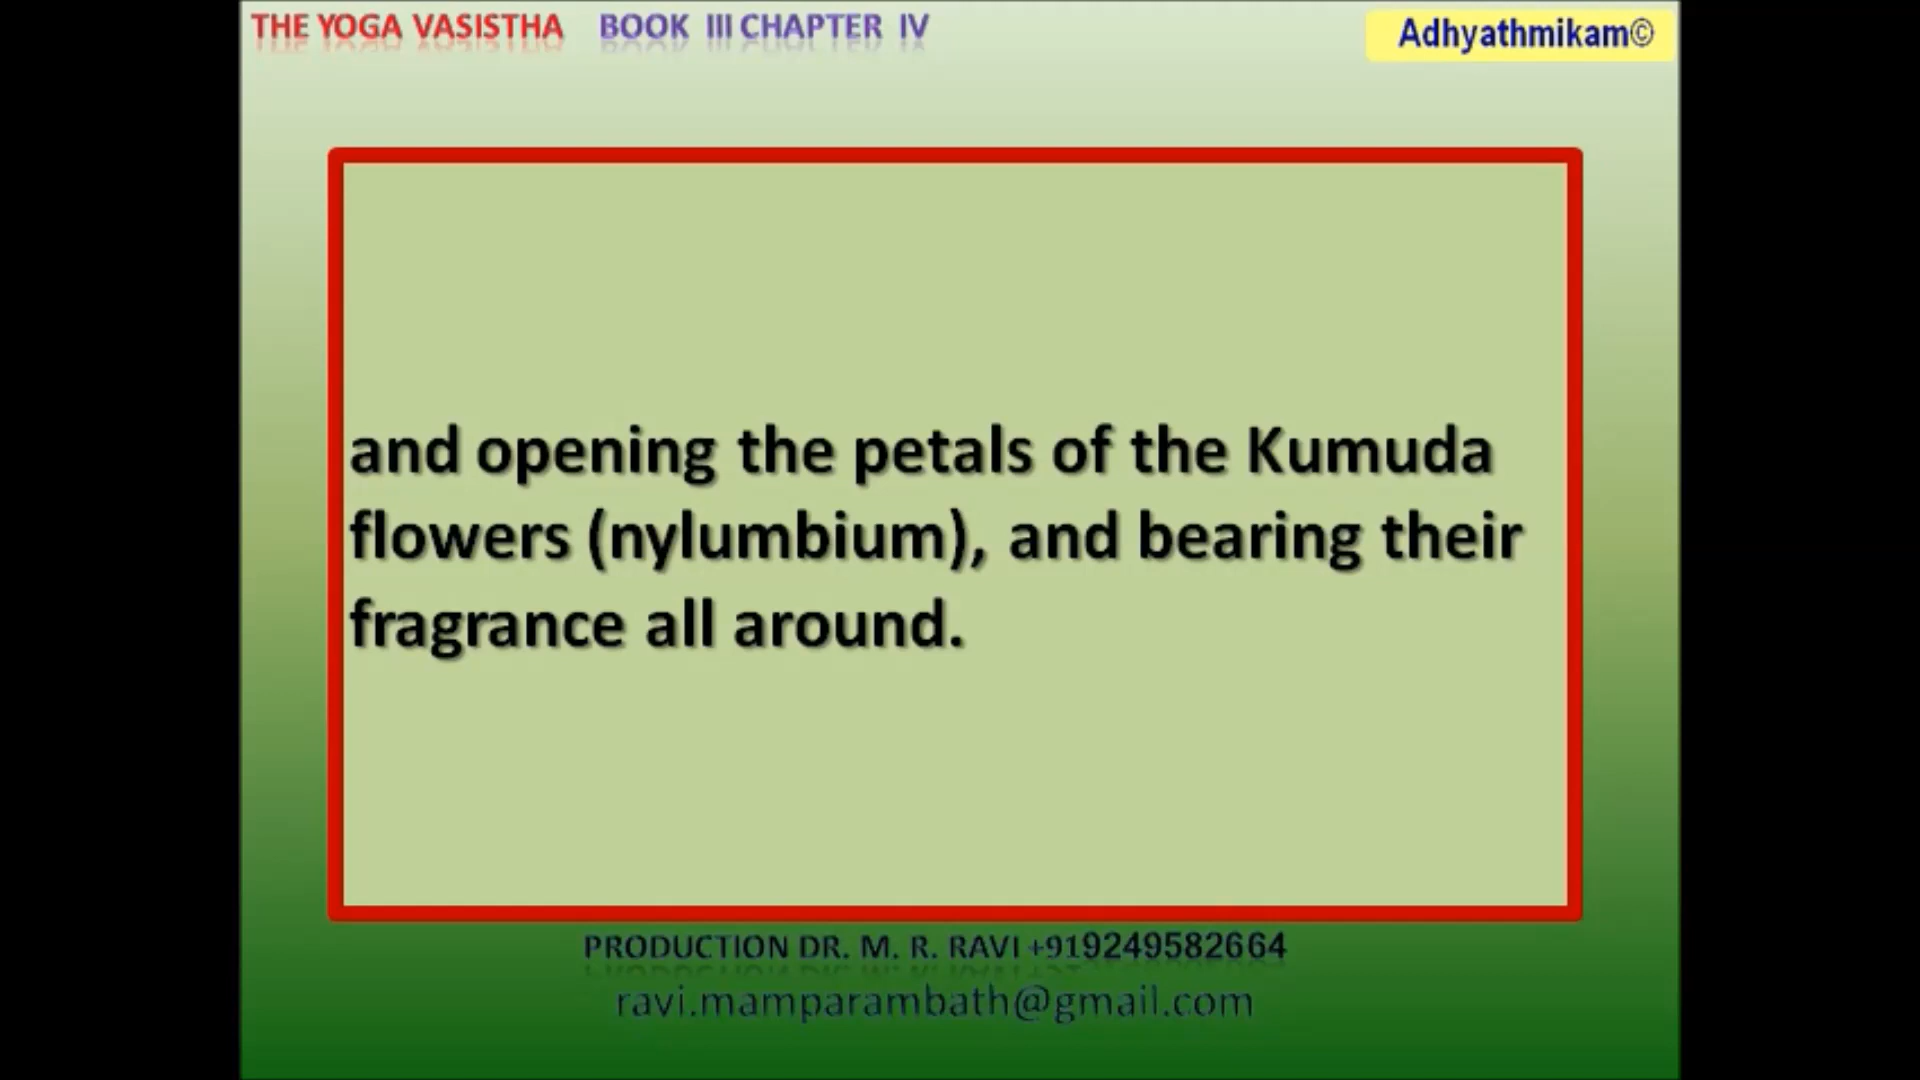 THE YOGA VASISTHA BOOK III CHAPTER IV
Adhyathmikam©
and opening the petals of the Kumuda
flowers (nylumbium), and bearing their
fragrance all around.
PRODUCTION DR. M. R. RAVI +919249582664
ravi.mamparambath@gmail.com